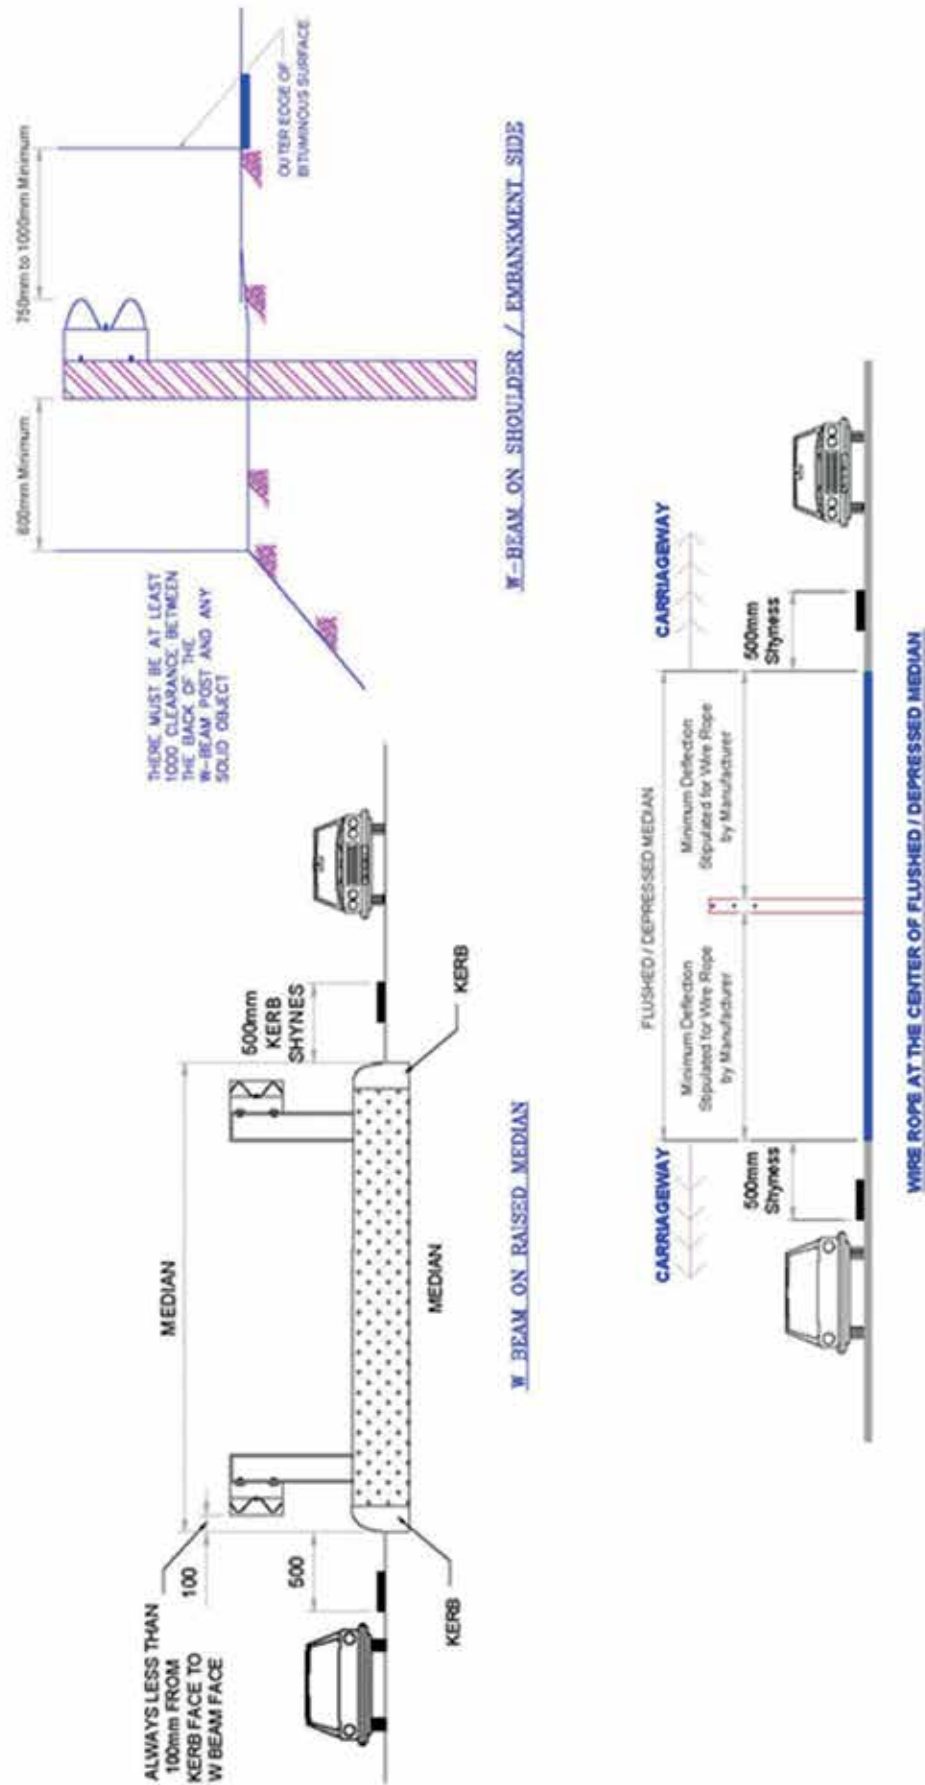 ALWAYS LESS THAN
100mm FROM
KERB FACE TO
W BEAM FACE
100
500
MEDIAN
500mm
KERB
SHYNES
KERB
KERB
MEDIAN
W BEAM ON RAISED MEDIAN
THERE MUST BE AT LEAST
1000 CLEARANCE BETWEEN
THE BACK OF THE
W-BEAM POST AND ANY
SOLID OBJECT
600mm Minimum
750mm to 1000mm Minimum
OUTER EDGE OF
BITUMINOUS SURFACE
W-BEAM ON SHOULDER / EMBANKMENT SIDE
FLUSHED / DEPRESSED MEDIAN
CARRIAGEWAY
CARRIAGEWAY
500mm
Shyness
Minimum Deflection
Stipulated for Wire Rope
by Manufacturer
Minimum Deflection
Stipulated for Wire Rope
by Manufacturer
500mm
Shyness
WIRE ROPE AT THE CENTER OF FLUSHED / DEPRESSED MEDIAN